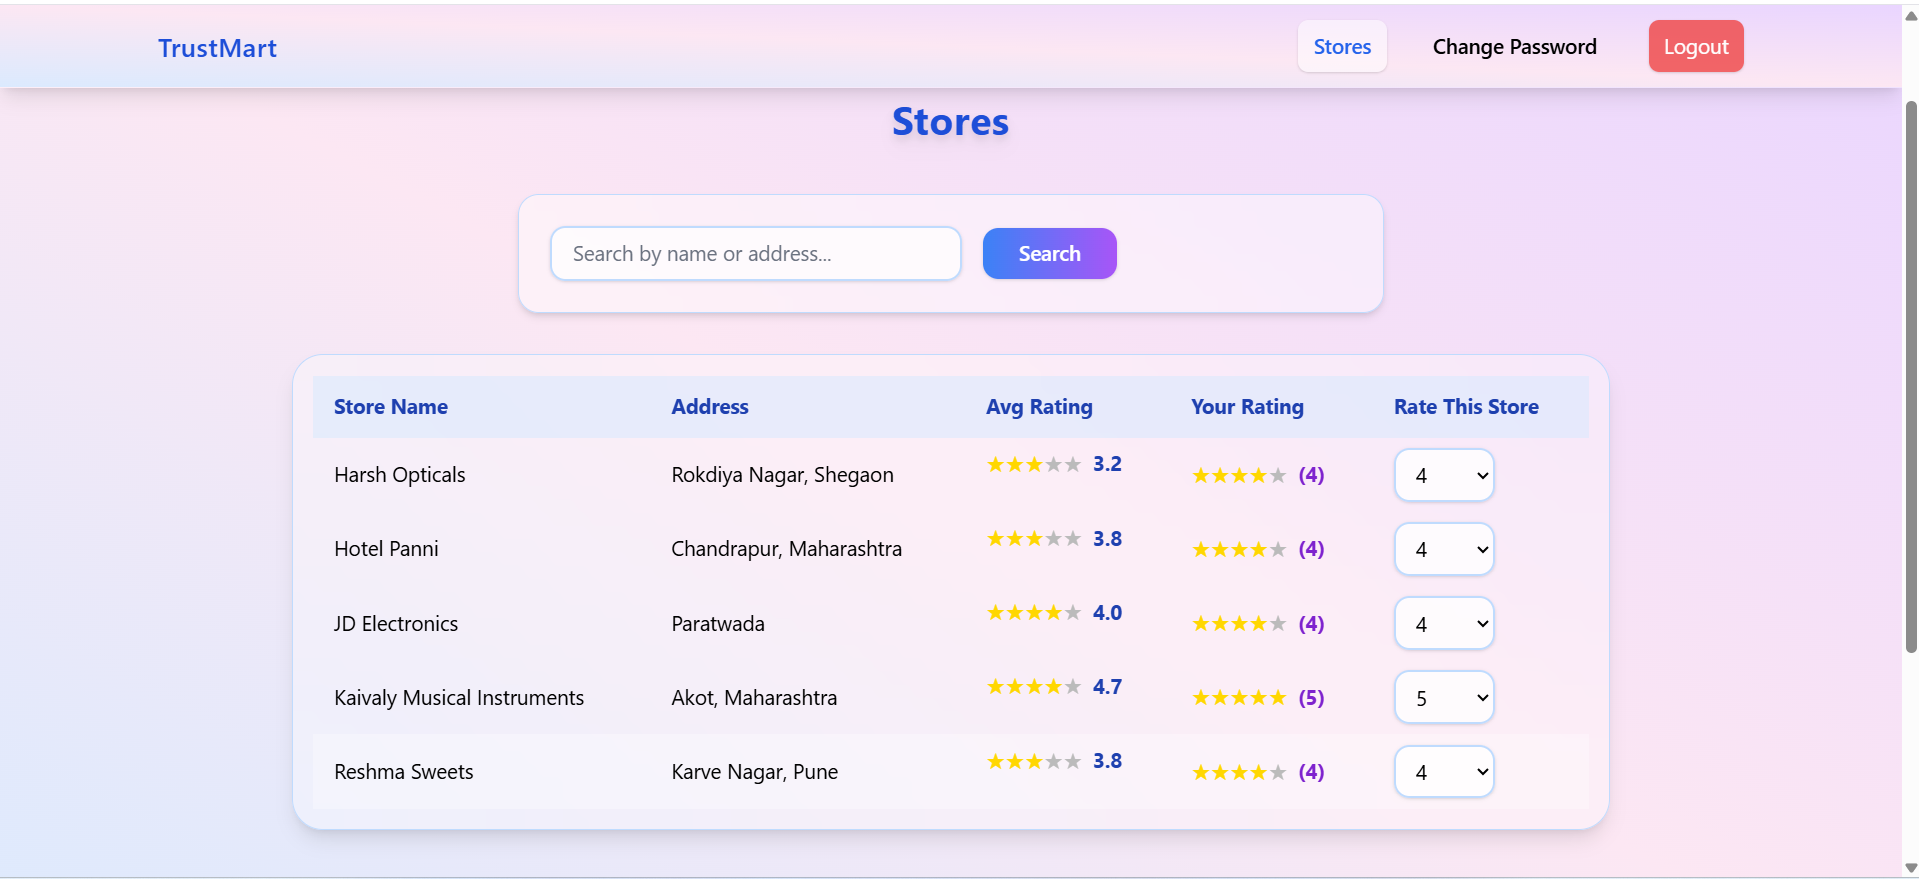 TrustMart Stores Change Password Logout
Stores
Search by name or address... Search
Store Name Address Avg Rating Your Rating Rate This Store
Harsh Opticals Rokdiya Nagar, Shegaon ★★★★★ 3.2 ★★★★★ (4) 4
Hotel Panni Chandrapur, Maharashtra ★★★★★ 3.8 ★★★★★ (4) 4
JD Electronics Paratwada ★★★★★ 4.0 ★★★★★ (4) 4
Kaivaly Musical Instruments Akot, Maharashtra ★★★★★ 4.7 ★★★★★ (5) 5
Reshma Sweets Karve Nagar, Pune ★★★★★ 3.8 ★★★★★ (4) 4